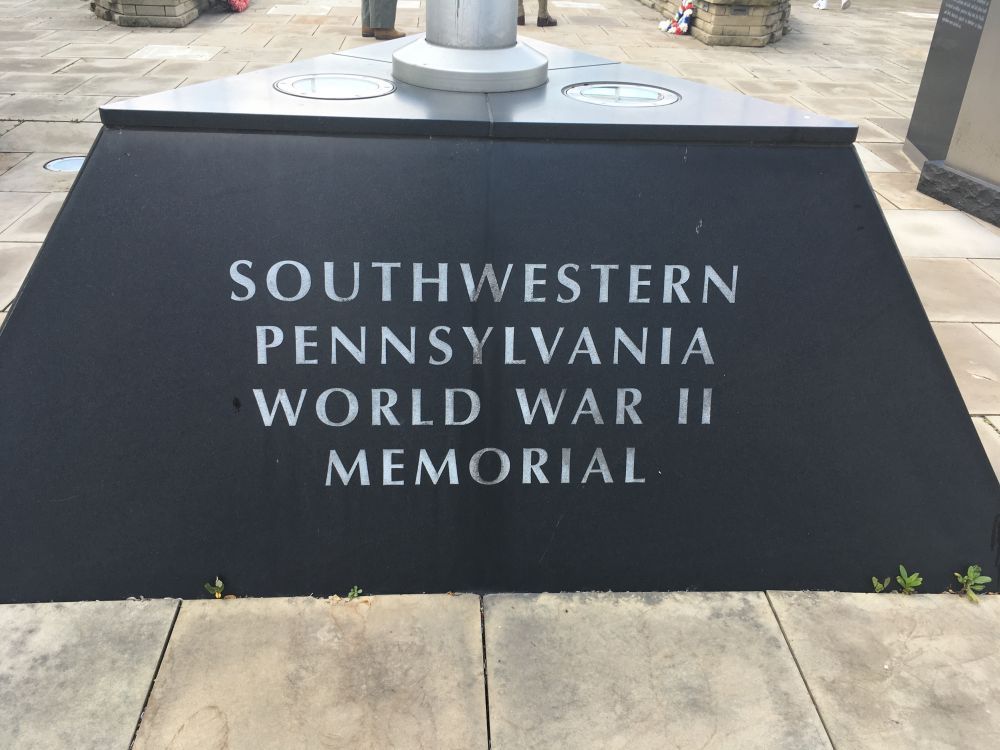 SOUTHWESTERN
PENNSYLVANIA
WORLD WAR II
MEMORIAL